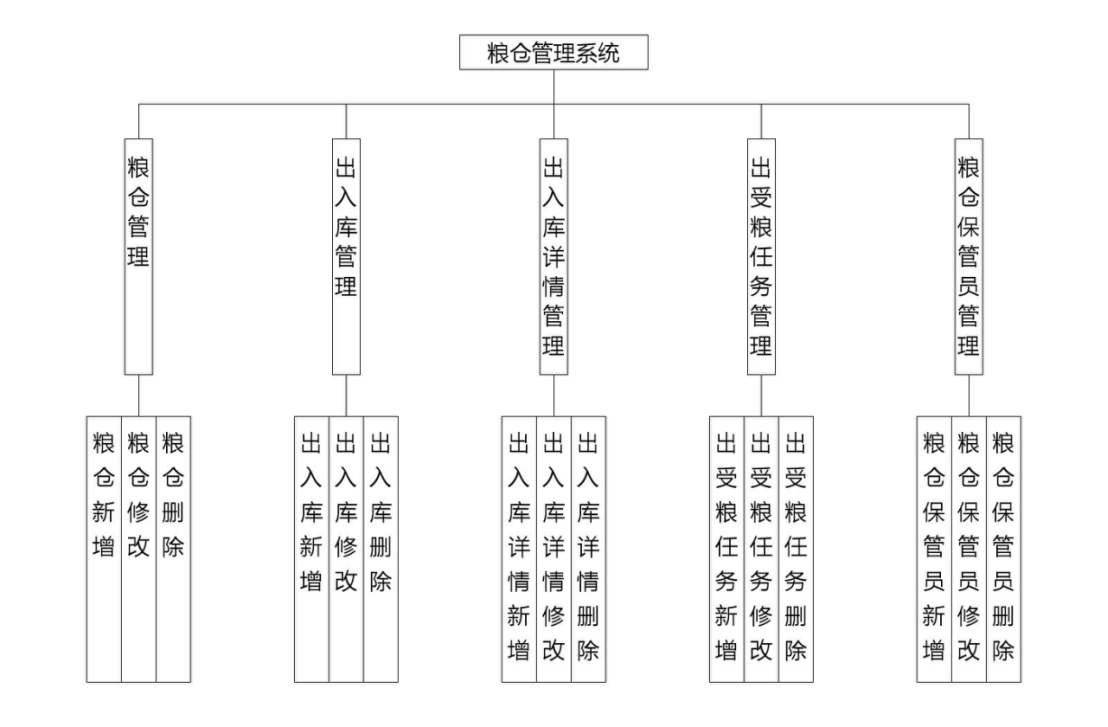 粮仓管理系统
粮仓管理
出入库管理
出入库详情管理
出受粮任务管理
粮仓保管员管理
粮仓新增
粮仓修改
粮仓删除
出入库新增
出入库修改
出入库删除
出入库详情新增
出入库详情修改
出入库详情删除
出受粮任务新增
出受粮任务修改
出受粮任务删除
粮仓保管员新增
粮仓保管员修改
粮仓保管员删除